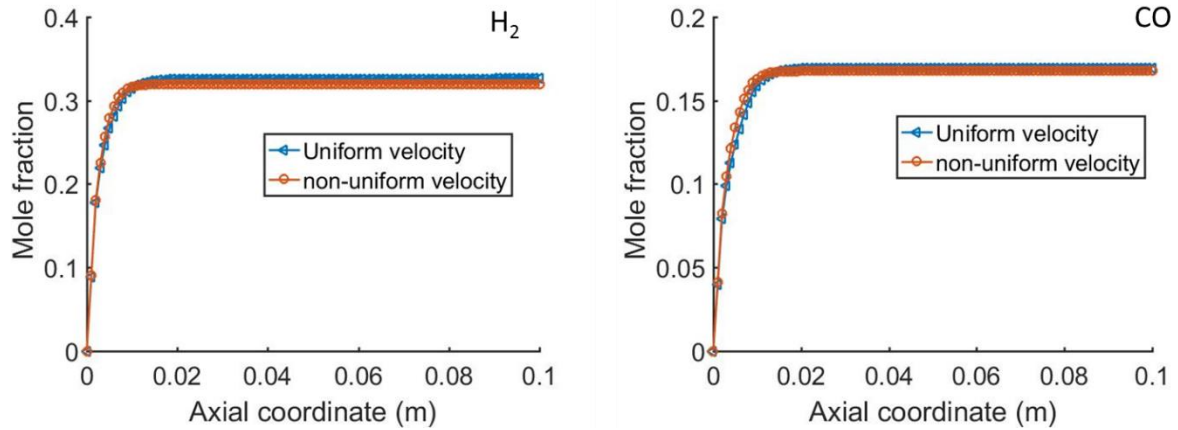 H2
Mole fraction
0.4
0.3
0.2
0.1
0
Uniform velocity
non-uniform velocity
0 0.02 0.04 0.06 0.08 0.1
Axial coordinate (m)
CO
Mole fraction
0.2
0.15
0.1
0.05
0
Uniform velocity
non-uniform velocity
0 0.02 0.04 0.06 0.08 0.1
Axial coordinate (m)